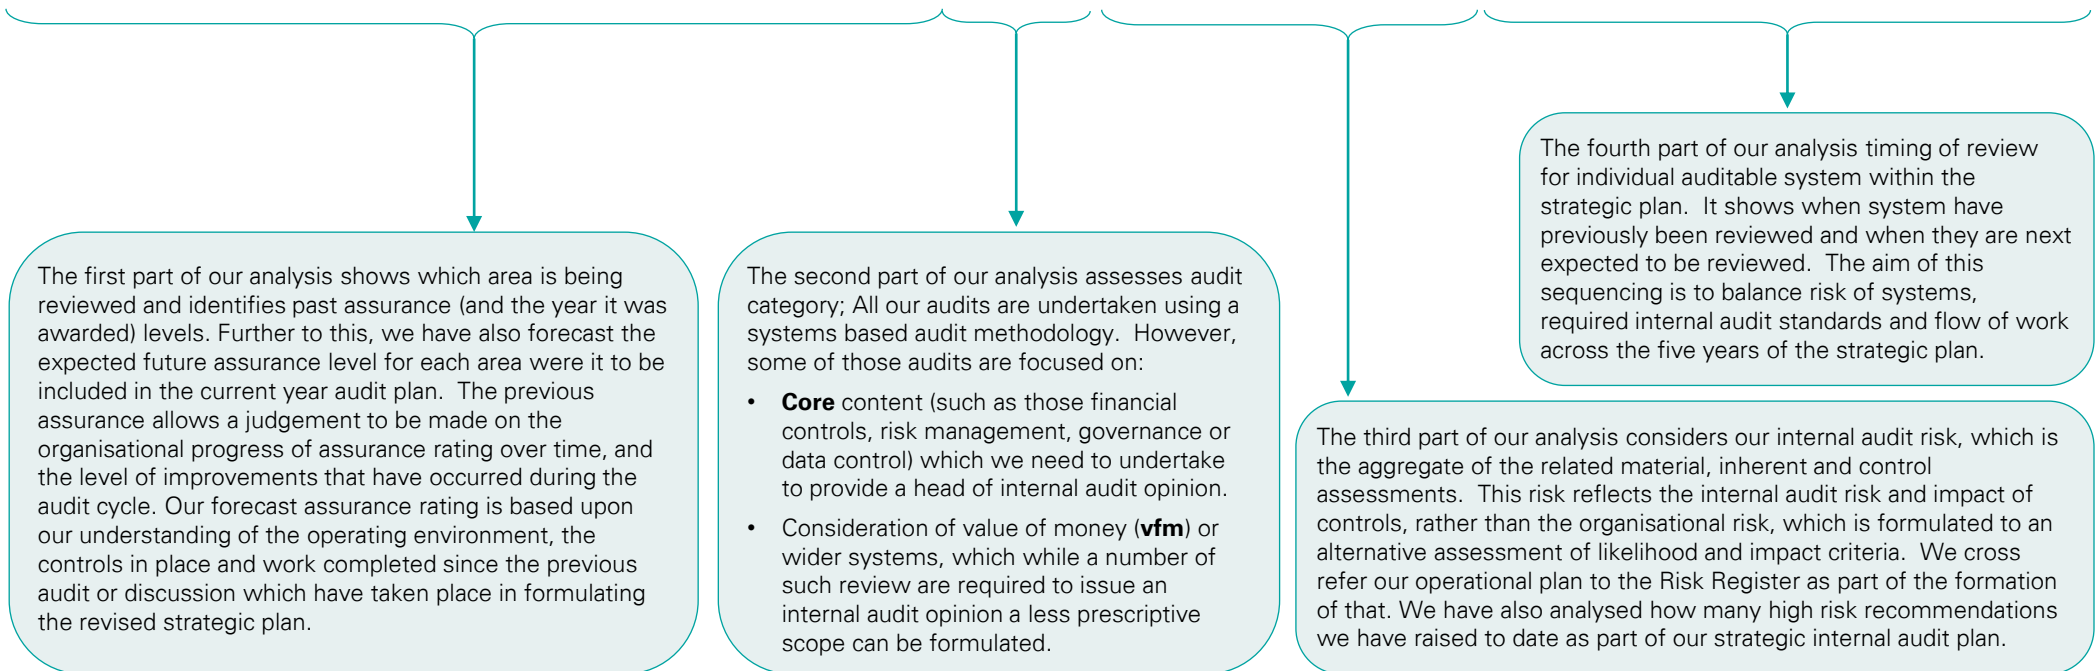 The first part of our analysis shows which area is being
reviewed and identifies past assurance (and the year it was
awarded) levels. Further to this, we have also forecast the
expected future assurance level for each area were it to be
included in the current year audit plan.  The previous
assurance allows a judgement to be made on the
organisational progress of assurance rating over time, and
the level of improvements that have occurred during the
audit cycle. Our forecast assurance rating is based upon
our understanding of the operating environment, the
controls in place and work completed since the previous
audit or discussion which have taken place in formulating
the revised strategic plan.
The second part of our analysis assesses audit
category; All our audits are undertaken using a
systems based audit methodology.  However,
some of those audits are focused on:
• Core content (such as those financial
controls, risk management, governance or
data control) which we need to undertake
to provide a head of internal audit opinion.
• Consideration of value of money (vfm) or
wider systems, which while a number of
such review are required to issue an
internal audit opinion a less prescriptive
scope can be formulated.
The third part of our analysis considers our internal audit risk, which is
the aggregate of the related material, inherent and control
assessments.  This risk reflects the internal audit risk and impact of
controls, rather than the organisational risk, which is formulated to an
alternative assessment of likelihood and impact criteria.  We cross
refer our operational plan to the Risk Register as part of the formation
of that. We have also analysed how many high risk recommendations
we have raised to date as part of our strategic internal audit plan.
The fourth part of our analysis timing of review
for individual auditable system within the
strategic plan.  It shows when system have
previously been reviewed and when they are next
expected to be reviewed.  The aim of this
sequencing is to balance risk of systems,
required internal audit standards and flow of work
across the five years of the strategic plan.